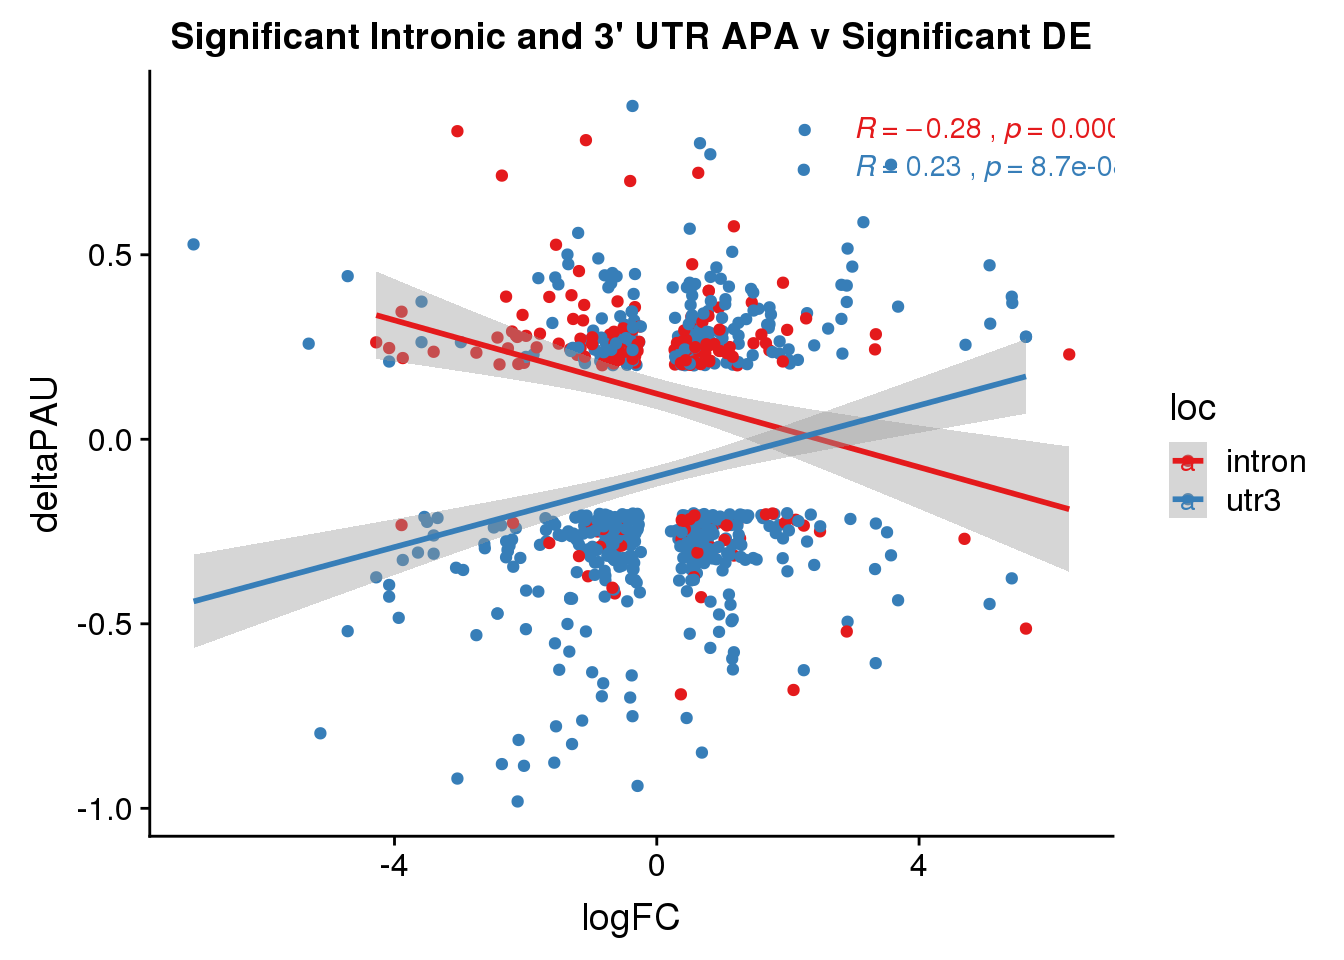 Significant Intronic and 3' UTR APA v Significant DE
R = −0.28 , p = 0.000
R = 0.23 , p = 8.7e-0
deltaPAU
0.5
0.0
-0.5
-1.0
-4 0 4
logFC
loc
a intron
a utr3